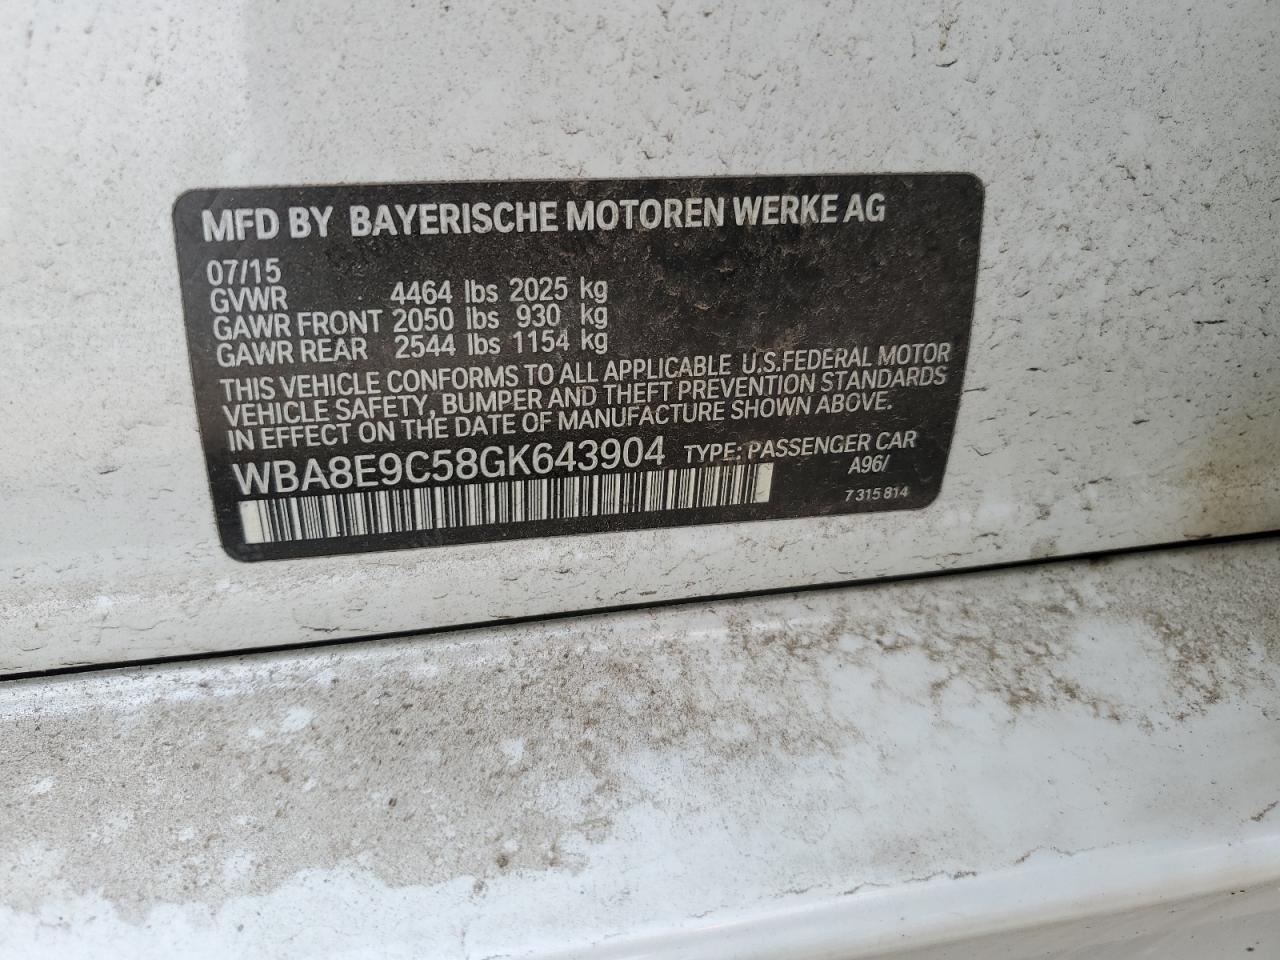 MFD BY BAYERISCHE MOTOREN WERKE AG
07/15
GVWR 4464 lbs 2025 kg
GAWR FRONT 2050 lbs 930 kg
GAWR REAR 2544 lbs 1154 kg
THIS VEHICLE CONFORMS TO ALL APPLICABLE U.S.FEDERAL MOTOR
VEHICLE SAFETY, BUMPER AND THEFT PREVENTION STANDARDS
IN EFFECT ON THE DATE OF MANUFACTURE SHOWN ABOVE.
WBA8E9C58GK643904 TYPE: PASSENGER CAR
A96/
7 315 814